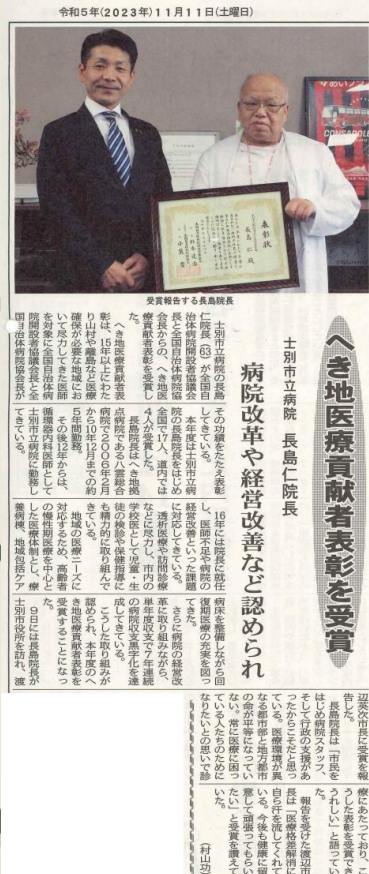 令和5年(2023年)11月11日(土曜日)
表彰状
長島 仁 殿
受賞報告する長島院長
へき地医療貢献者表彰を受賞
士別市立病院 長島仁院長
病院改革や経営改善など認められ
士別市立病院の長島
仁院長(63)が全国自
治体病院開設者協議会
長と全国自治体病院協
議会長からの、へき地医
療貢献者表彰を受賞し
た。
へき地医療貢献者表
彰は、15年以上にわた
り山村や離島など医療
確保が必要な地域にお
いて尽力してきた医師
を対象に全国自治体病
院開設者協議会長と全
国自治体病院協会長が
その功績をたたえ表彰
してきている。
本年度は士別市立病
院の長島院長をはじめ
全国で17人、道内では
4人が受賞した。
長島院長はへき地拠
点病院である八雲総合
病院で2006年2月
から10年12月までの約
5年間勤務。
その後12年からは、
循環器内科医師として
士別市立病院に勤務し
てきている。
16年には院長に就任
し、医師不足や病院の
経営改善といった課題
に対応してきている。
透析医療や訪問診療
などに尽力し、市内の
学校医として児童・生
徒の検診や保健指導に
も精力的に取り組んで
きている。
地域の医療ニーズに
対応するため、高齢者
の慢性期医療を中心と
した医療体制とし、療
養病棟、地域包括ケア
病床を整備しながら回
復期医療の充実を図っ
てきた。
さらに病院の経営改
革に取り組みながら、
単年度収支で7年連続
の病院収支黒字化を達
成してきている。
こうした取り組みが
認められ、本年度のへ
き地医療貢献者表彰を
受賞することになっ
た。
9日には長島院長が
士別市役所を訪れ、渡
辺英次市長に受賞を報
告した。
長島院長は「市民を
はじめ病院スタッフ、
そして行政の支援があ
ったからこそだと思っ
ている。医療環境が異
なる都市部と地方都市
の命が平等になってい
ない。常に医療に困っ
ている人たちのために
なりたいとの思いで診
療にあたっており、こ
うした表彰を受賞でき
うれしい」と語ってい
た。
報告を受けた渡辺市
長は「医療格差解消に
自ら汗を流してくれて
いる。今後も健康に留
意して頑張ってもらい
たい」と受賞を讃えて
いた。
(村山功)